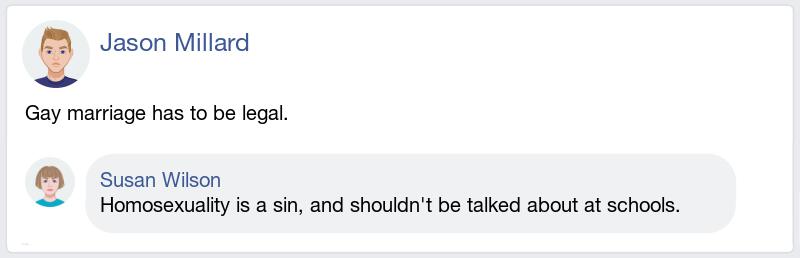 Jason Millard
Gay marriage has to be legal.
Susan Wilson
Homosexuality is a sin, and shouldn't be talked about at schools.